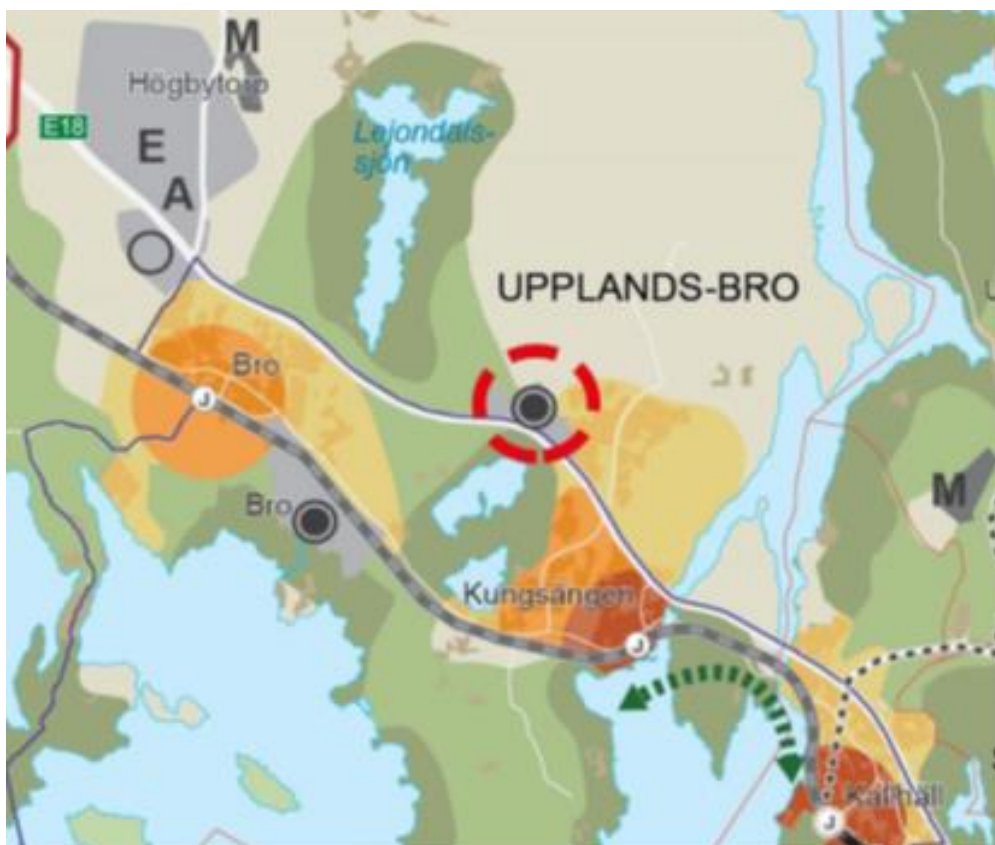 M
Högbytorp
E18
Lejondals-
sjön
E
A
UPPLANDS-BRO
Bro
J
M
Bro
Kungsängen
J
Kallhäll
J